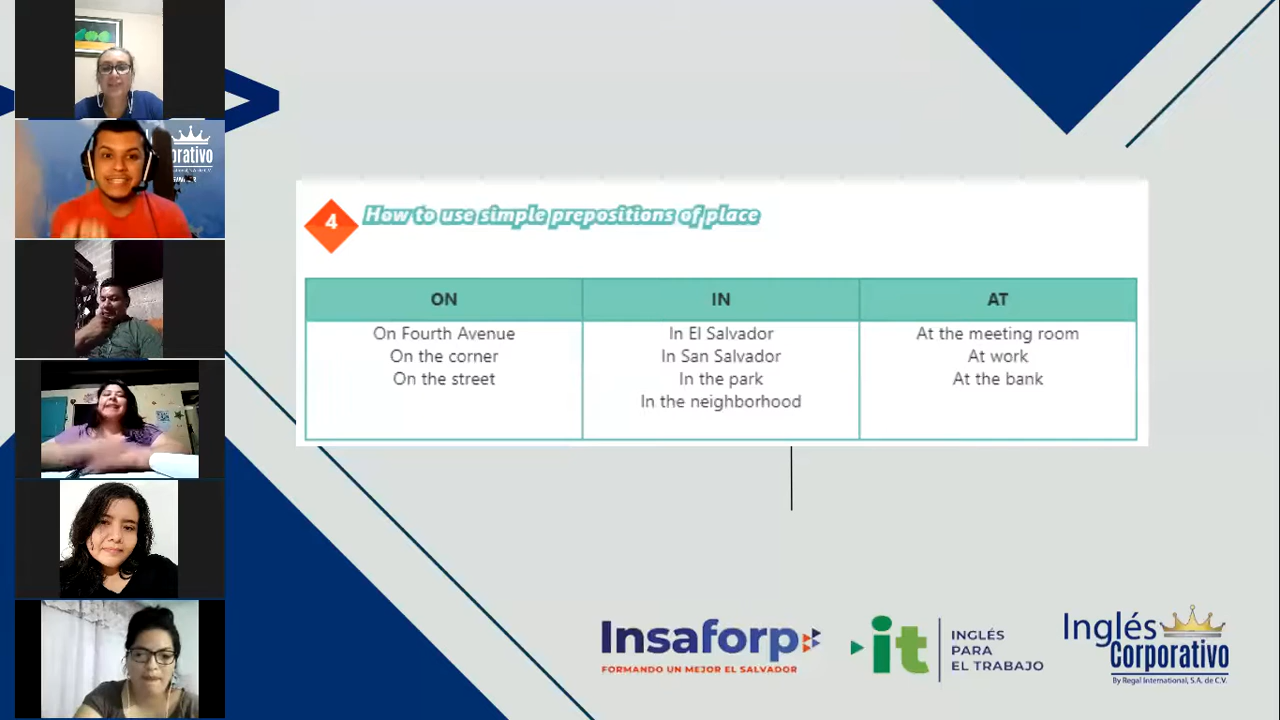 4
How to use simple prepositions of place
ON
IN
AT
On Fourth Avenue
On the corner
On the street
In El Salvador
In San Salvador
In the park
In the neighborhood
At the meeting room
At work
At the bank
Insaforp
FORMANDO UN MEJOR EL SALVADOR
it
INGLÉS
PARA
EL TRABAJO
Inglés
Corporativo
By Regal International, S.A. de C.V.